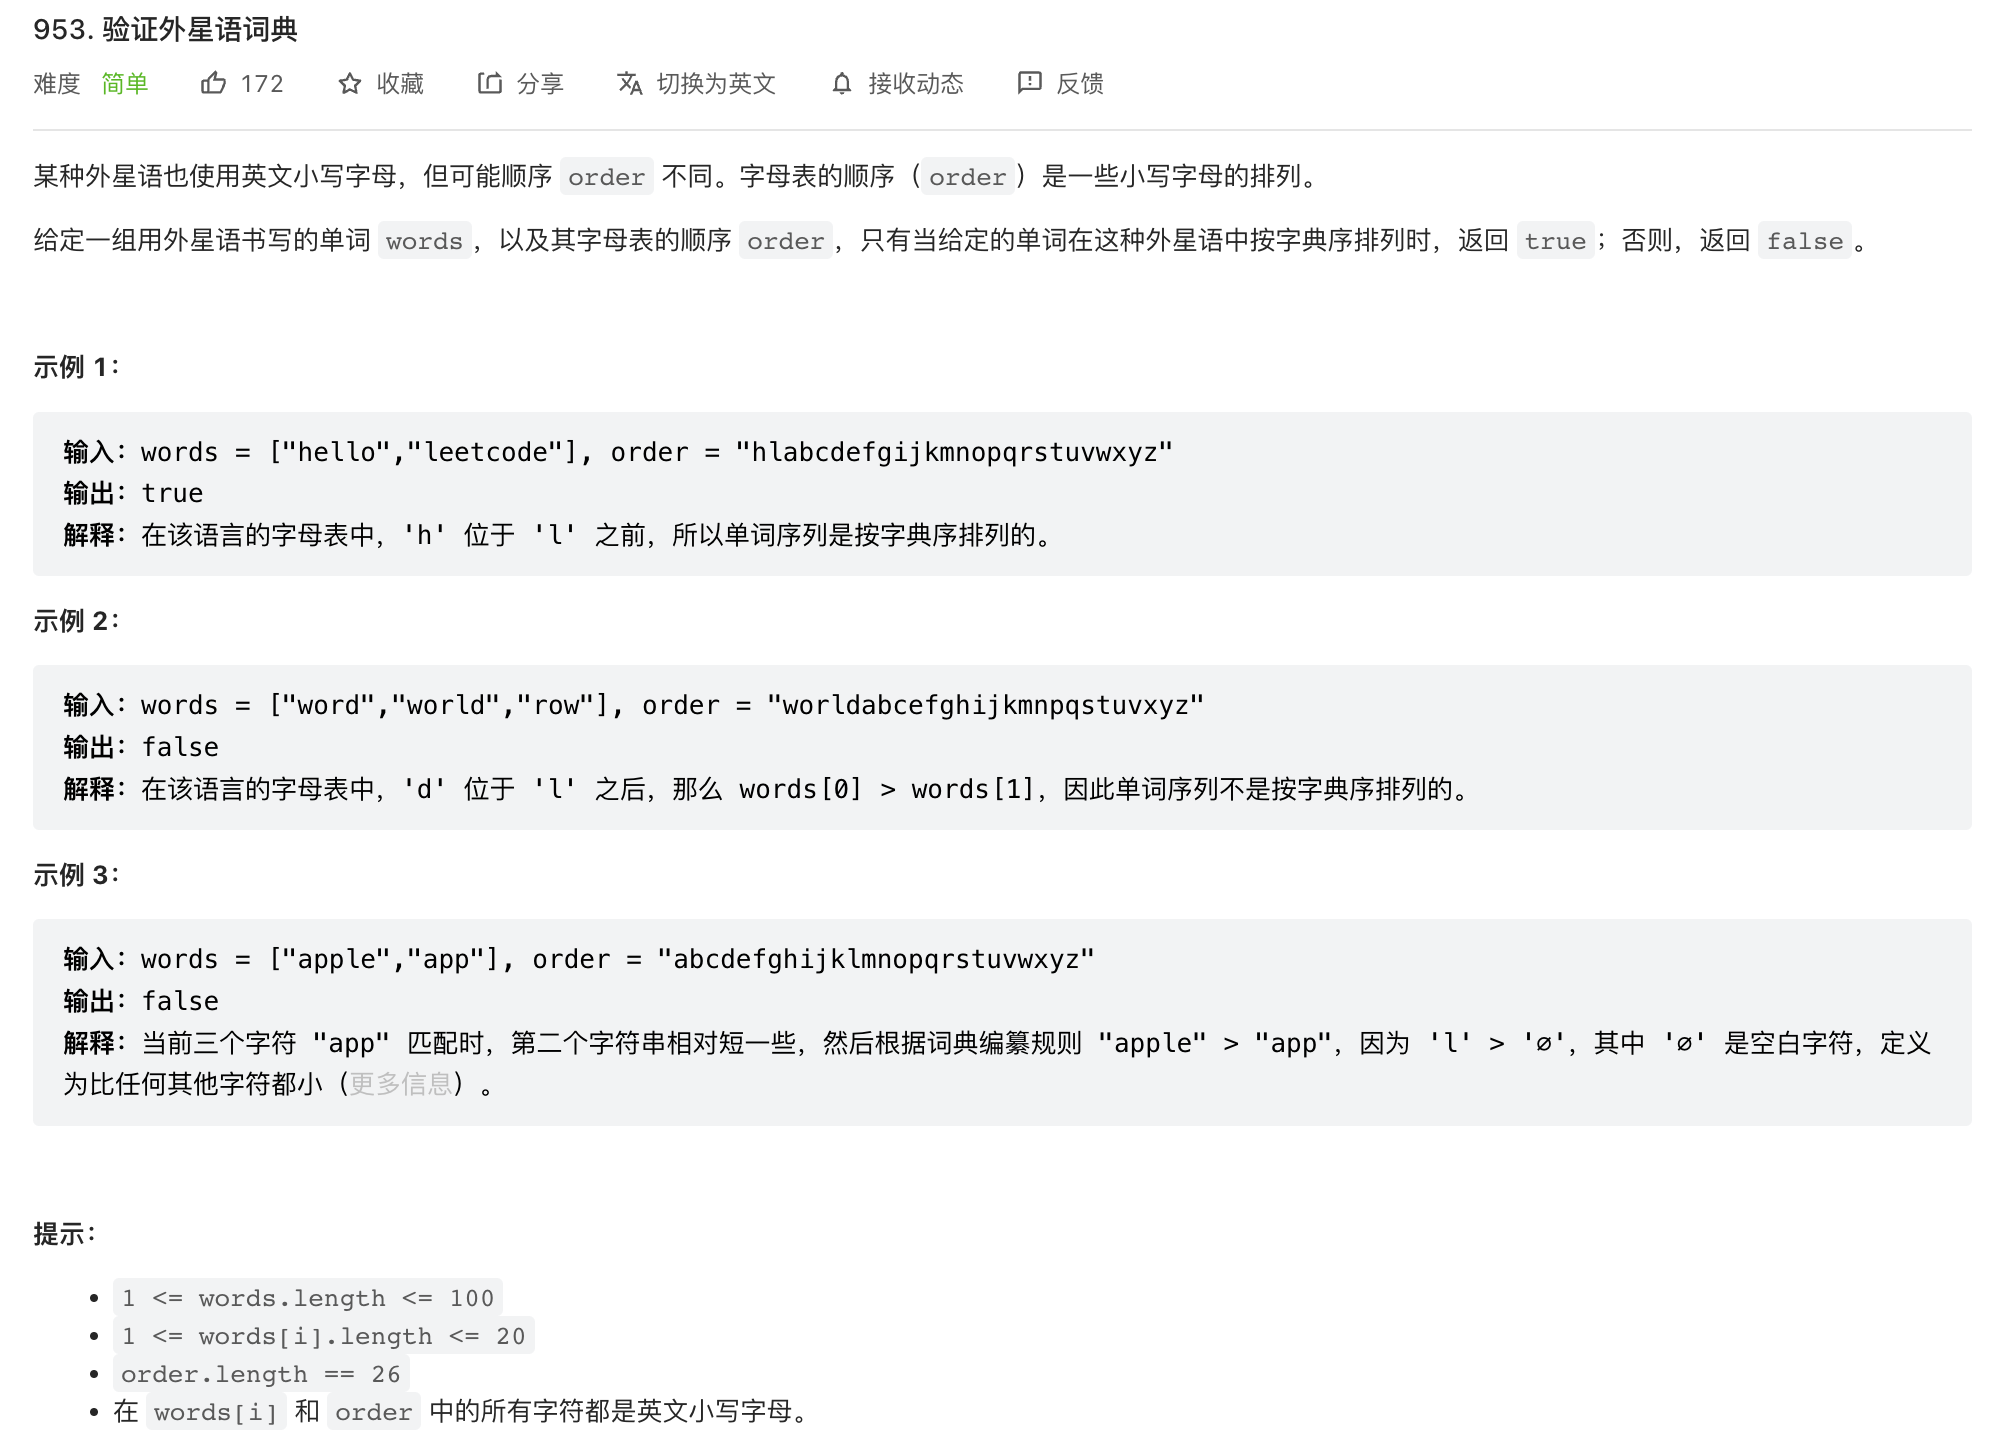 953. 验证外星语词典
难度 简单 172 收藏 分享 切换为英文 接收动态 反馈
某种外星语也使用英文小写字母，但可能顺序 order 不同。字母表的顺序（order）是一些小写字母的排列。
给定一组用外星语书写的单词 words，以及其字母表的顺序 order，只有当给定的单词在这种外星语中按字典序排列时，返回 true；否则，返回 false。
示例 1：
输入：words = ["hello","leetcode"], order = "hlabcdefgijkmnopqrstuvwxyz"
输出：true
解释：在该语言的字母表中，'h' 位于 'l' 之前，所以单词序列是按字典序排列的。
示例 2：
输入：words = ["word","world","row"], order = "worldabcefghijkmnpqstuvxyz"
输出：false
解释：在该语言的字母表中，'d' 位于 'l' 之后，那么 words[0] > words[1]，因此单词序列不是按字典序排列的。
示例 3：
输入：words = ["apple","app"], order = "abcdefghijklmnopqrstuvwxyz"
输出：false
解释：当前三个字符 "app" 匹配时，第二个字符串相对短一些，然后根据词典编纂规则 "apple" > "app"，因为 'l' > '∅'，其中 '∅' 是空白字符，定义
为比任何其他字符都小（更多信息）。
提示：
• 1 <= words.length <= 100
• 1 <= words[i].length <= 20
• order.length == 26
• 在 words[i] 和 order 中的所有字符都是英文小写字母。